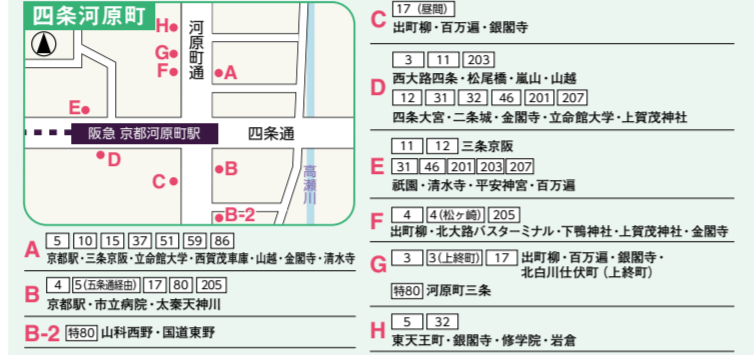 四条河原町
H
G
F
河原町通
A
E
阪急 京都河原町駅
四条通
D
C
B
高瀬川
B-2
A
5 10 15 37 51 59 86
京都駅・三条京阪・立命館大学・西賀茂車庫・山越・金閣寺・清水寺
B
4 5(五条通経由) 17 80 205
京都駅・市立病院・太秦天神川
B-2 特80 山科西野・国道東野
C
17(昼間)
出町柳・百万遍・銀閣寺
D
3 11 203
西大路四条・松尾橋・嵐山・山越
12 31 32 46 201 207
四条大宮・二条城・金閣寺・立命館大学・上賀茂神社
E
11 12 三条京阪
31 46 201 203 207
祇園・清水寺・平安神宮・百万遍
F
4 4(松ヶ崎) 205
出町柳・北大路バスターミナル・下鴨神社・上賀茂神社・金閣寺
G
3 3(上終町) 17 出町柳・百万遍・銀閣寺・
北白川仕伏町(上終町)
特80 河原町三条
H
5 32
東天王町・銀閣寺・修学院・岩倉